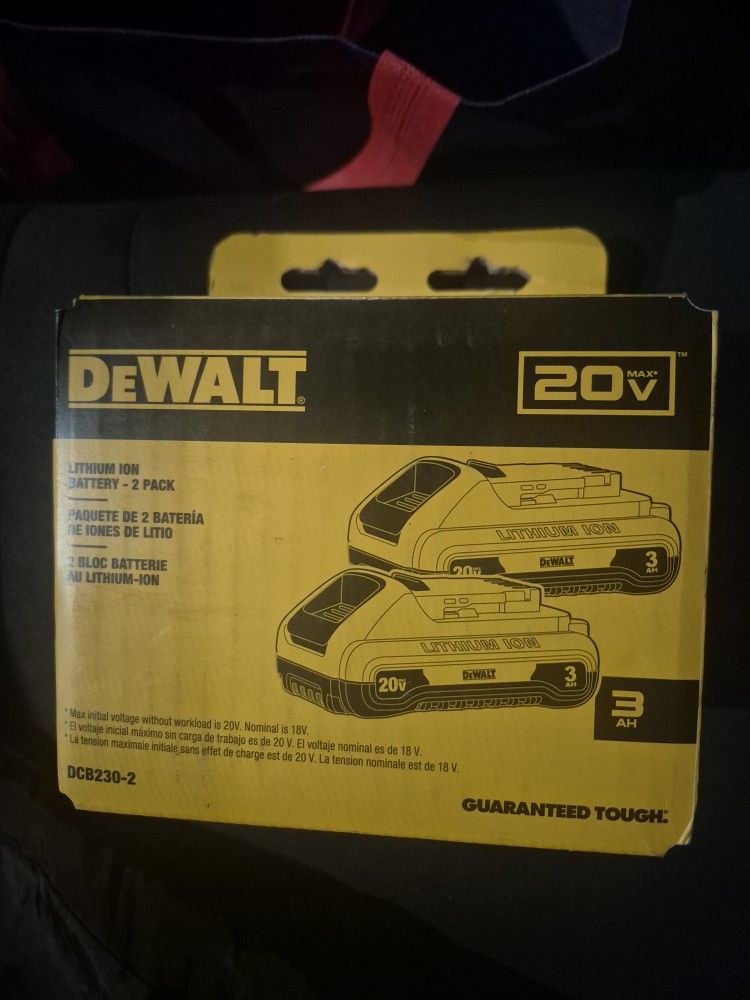 DEWALT®
20V MAX* ™
LITHIUM ION
BATTERY - 2 PACK
PAQUETE DE 2 BATERÍA
DE IONES DE LITIO
2 BLOC BATTERIE
AU LITHIUM-ION
LITHIUM ION
20V DEWALT 3 AH
LITHIUM ION
20V DEWALT 3 AH
3
AH
* Max initial voltage without workload is 20V. Nominal is 18V.
* El voltaje inicial máximo sin carga de trabajo es de 20 V. El voltaje nominal es de 18 V.
* La tension maximale initiale sans effet de charge est de 20 V. La tension nominale est de 18 V.
DCB230-2
GUARANTEED TOUGH.